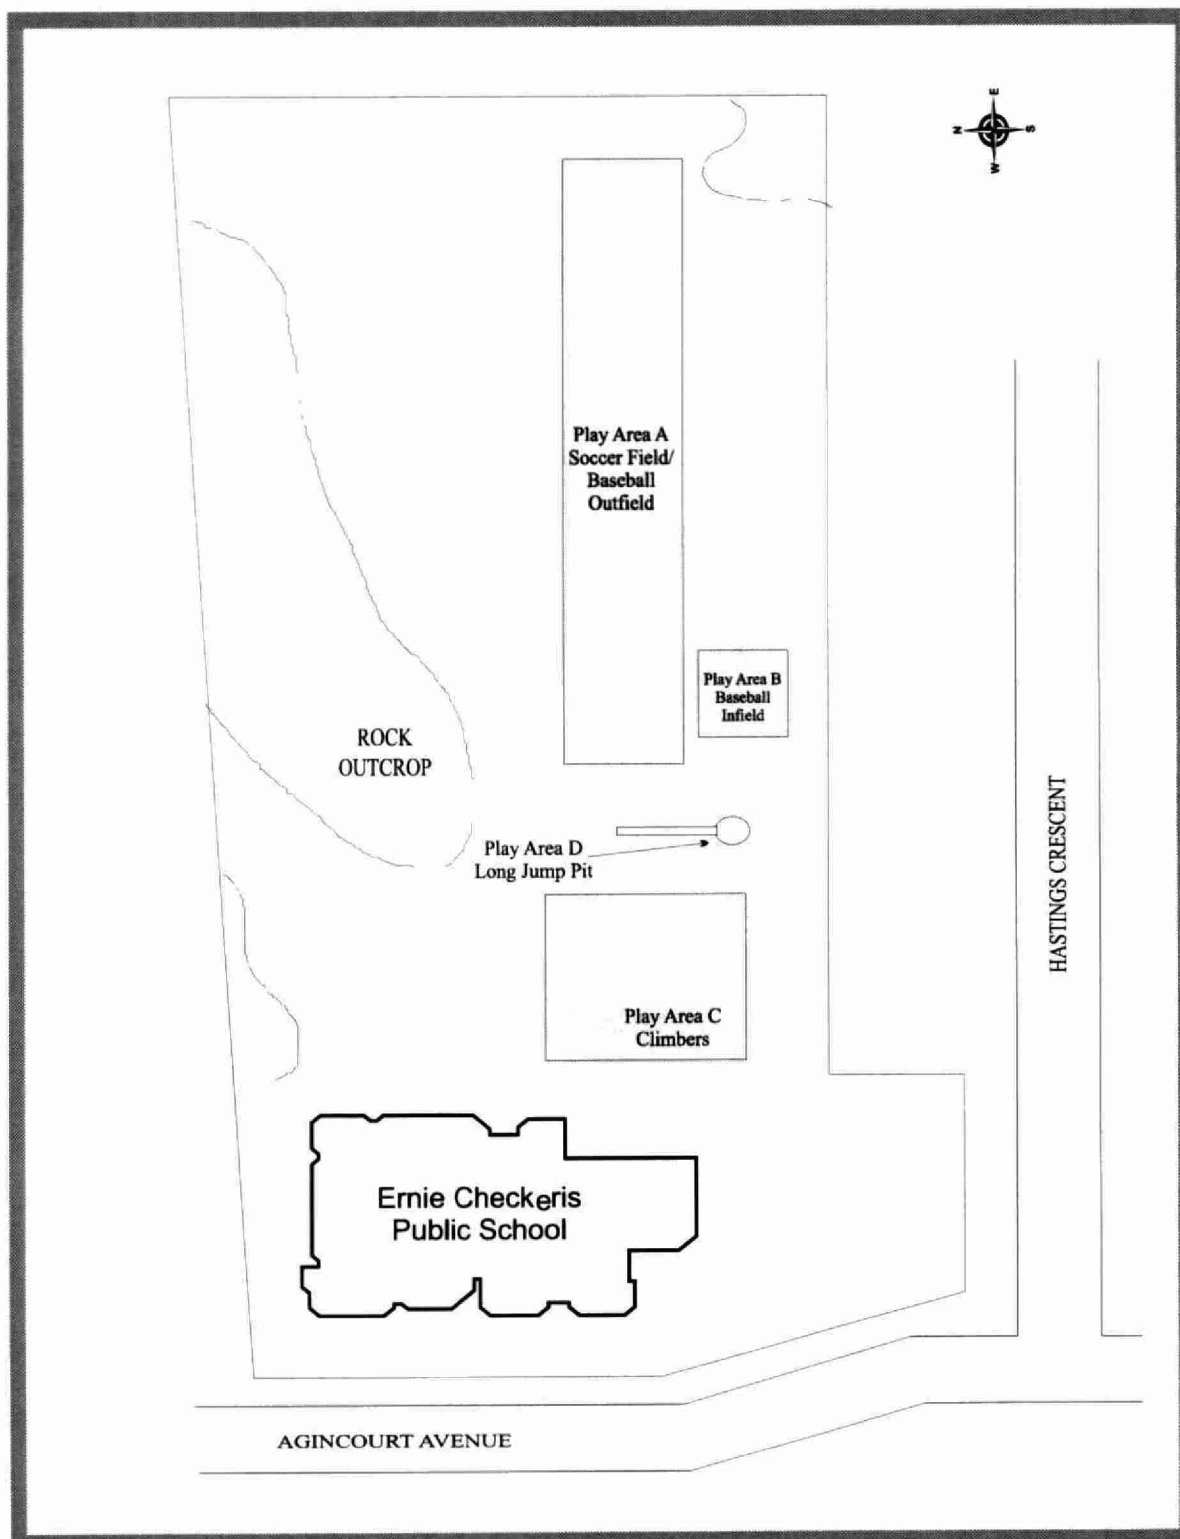 E
N
S
W
Play Area A
Soccer Field/
Baseball
Outfield
Play Area B
Baseball
Infield
ROCK
OUTCROP
Play Area D
Long Jump Pit
HASTINGS CRESCENT
Play Area C
Climbers
Ernie Checkeris
Public School
AGINCOURT AVENUE